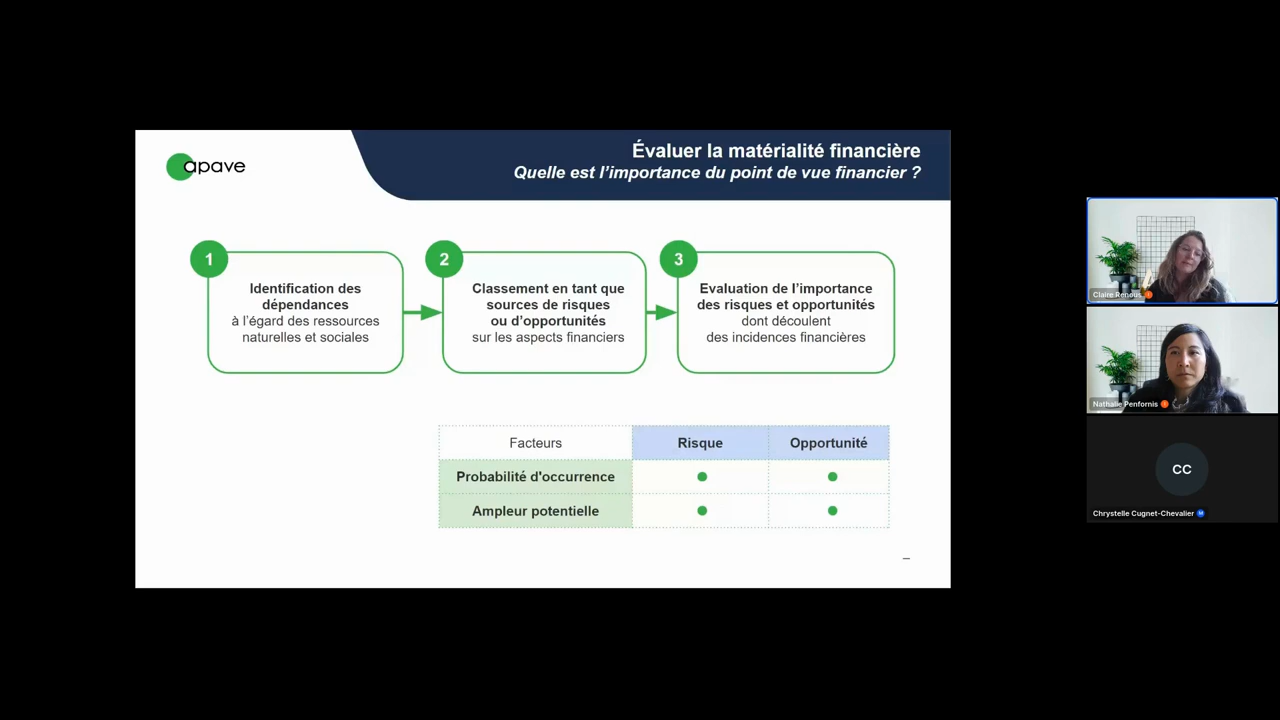 apave
Évaluer la matérialité financière
Quelle est l'importance du point de vue financier ?
1
Identification des
dépendances
à l'égard des ressources
naturelles et sociales
2
Classement en tant que
sources de risques
ou d'opportunités
sur les aspects financiers
3
Evaluation de l'importance
des risques et opportunités
dont découlent
des incidences financières
Facteurs Risque Opportunité
Probabilité d'occurrence
Ampleur potentielle
Claire Renous
Nathalie Penfornis
CC
Chrystelle Cugnet-Chevalier M